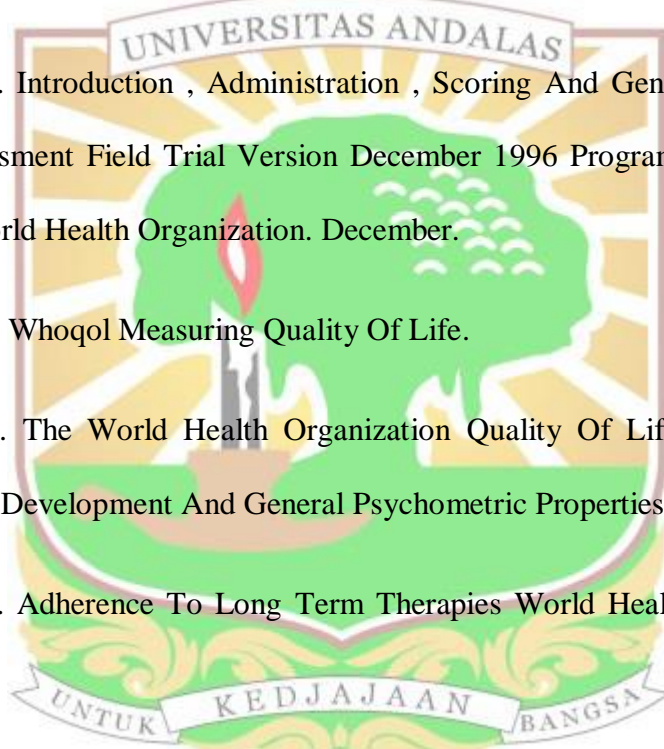 UNIVERSITAS ANDALAS
. Introduction , Administration , Scoring And Gen
sment Field Trial Version December 1996 Program
rld Health Organization. December.
Whoqol Measuring Quality Of Life.
. The World Health Organization Quality Of Lif
Development And General Psychometric Properties
. Adherence To Long Term Therapies World Heal
UNTUK KEDJAJAAN BANGSA